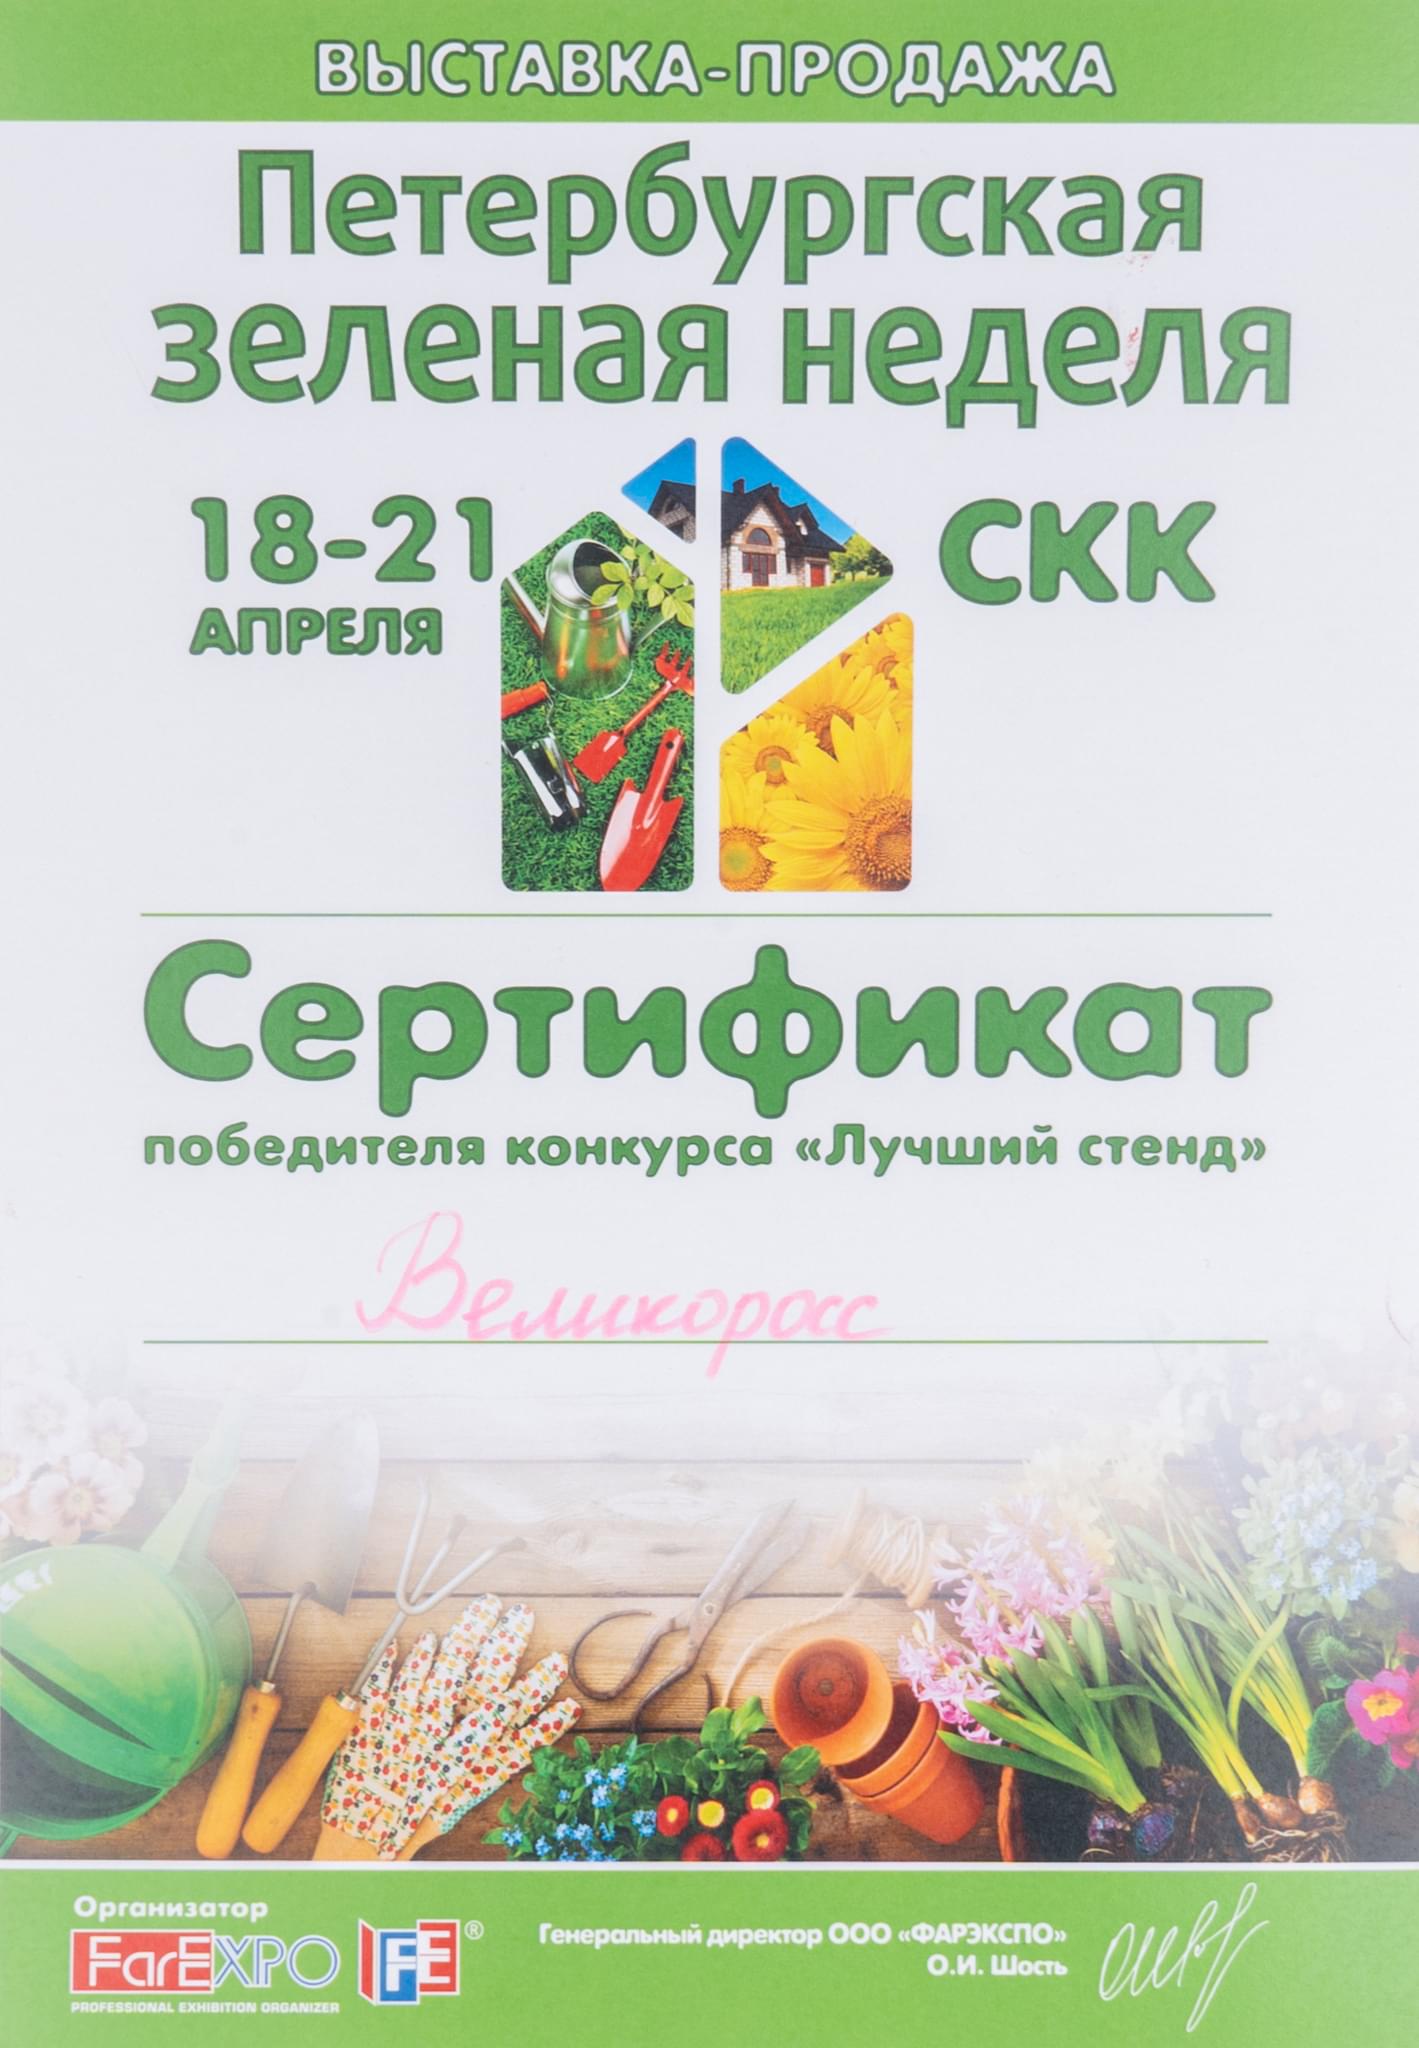 ВЫСТАВКА-ПРОДАЖА
Петербургская
зеленая неделя
18-21
АПРЕЛЯ
СКК
Сертификат
победителя конкурса «Лучший стенд»
Великоросс
Организатор
FarEXPO
FE®
PROFESSIONAL EXHIBITION ORGANIZER
Генеральный директор ООО «ФАРЭКСПО»
О.И. Шость